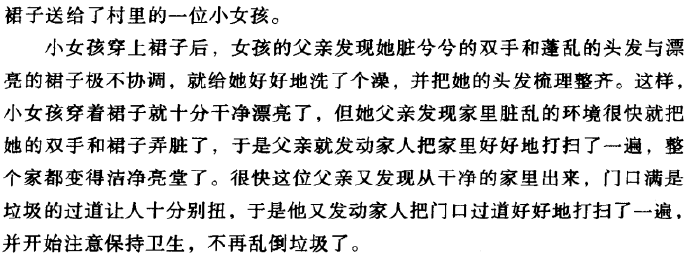 裙子送给了村里的一位小女孩。
小女孩穿上裙子后，女孩的父亲发现她脏兮兮的双手和蓬乱的头发与漂
亮的裙子极不协调，就给她好好地洗了个澡，并把她的头发梳理整齐。这样，
小女孩穿着裙子就十分干净漂亮了，但她父亲发现家里脏乱的环境很快就把
她的双手和裙子弄脏了，于是父亲就发动家人把家里好好地打扫了一遍，整
个家都变得洁净亮堂了。很快这位父亲又发现从干净的家里出来，门口满是
垃圾的过道让人十分别扭，于是他又发动家人把门口过道好好地打扫了一遍，
并开始注意保持卫生，不再乱倒垃圾了。